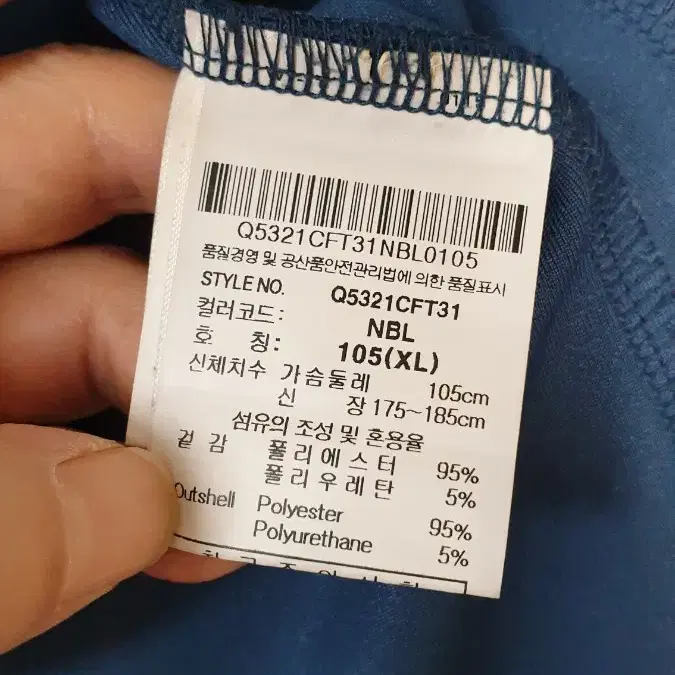 Q5321CFT31NBL0105
품질경영 및 공산품안전관리법에 의한 품질표시
STYLE NO. Q5321CFT31
컬러코드: NBL
호 칭: 105(XL)
신체치수 가슴둘레 105cm
신 장 175~185cm
섬유의 조성 및 혼용율
겉 감 폴리에스터 95%
폴리우레탄 5%
Outshell Polyester 95%
Polyurethane 5%